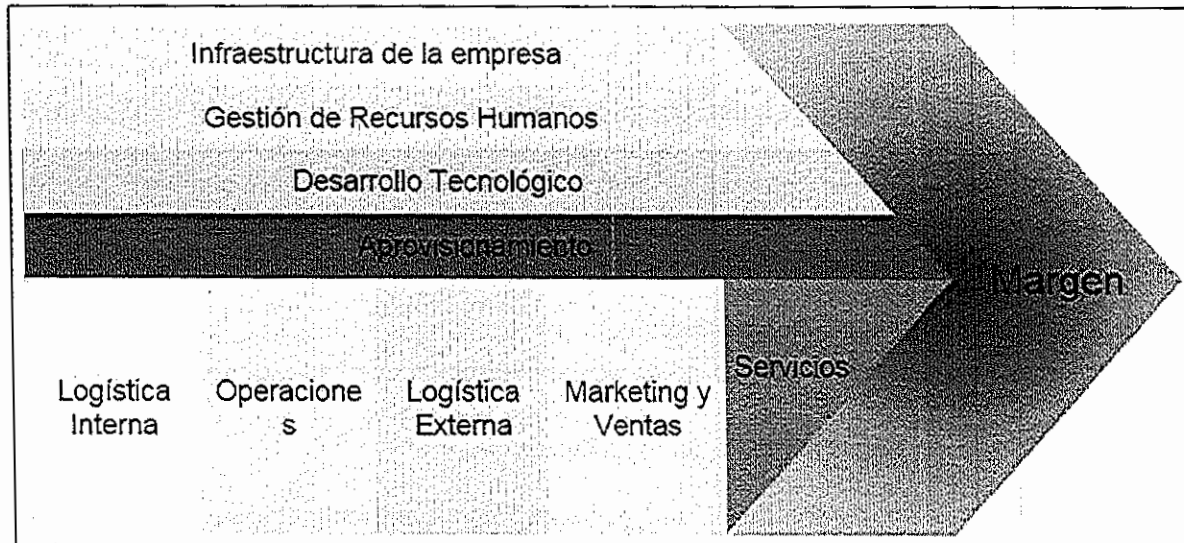 Infraestructura de la empresa
Gestión de Recursos Humanos
Desarrollo Tecnológico
Aprovisionamiento
Margen
Servicios
Logística
Interna
Operacione
s
Logística
Externa
Marketing y
Ventas